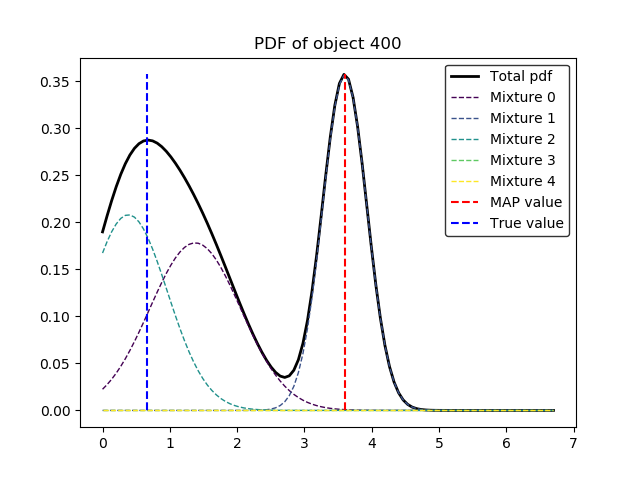 PDF of object 400
0.35
0.30
0.25
0.20
0.15
0.10
0.05
0.00
0 1 2 3 4 5 6 7
Total pdf
Mixture 0
Mixture 1
Mixture 2
Mixture 3
Mixture 4
MAP value
True value